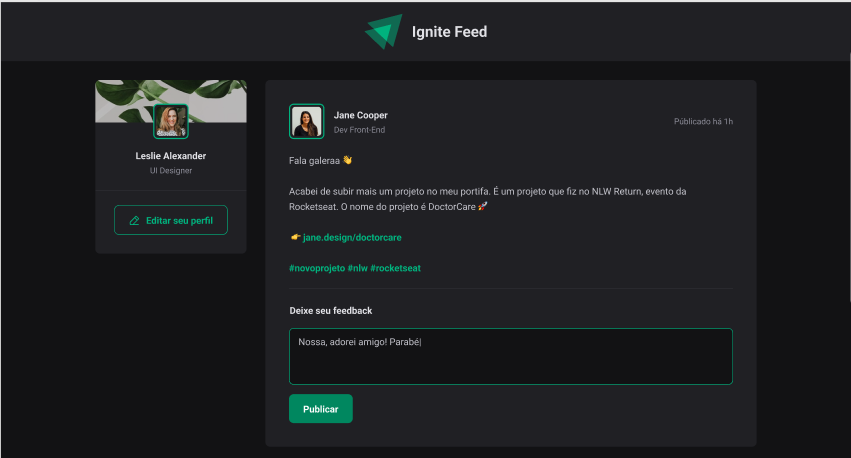 Ignite Feed
Leslie Alexander
UI Designer
Editar seu perfil
Jane Cooper
Dev Front-End
Públicado há 1h
Fala galeraa 👋
Acabei de subir mais um projeto no meu portifa. É um projeto que fiz no NLW Return, evento da
Rocketseat. O nome do projeto é DoctorCare 🚀
👉 jane.design/doctorcare
#novoprojeto #nlw #rocketseat
Deixe seu feedback
Nossa, adorei amigo! Parabé|
Publicar